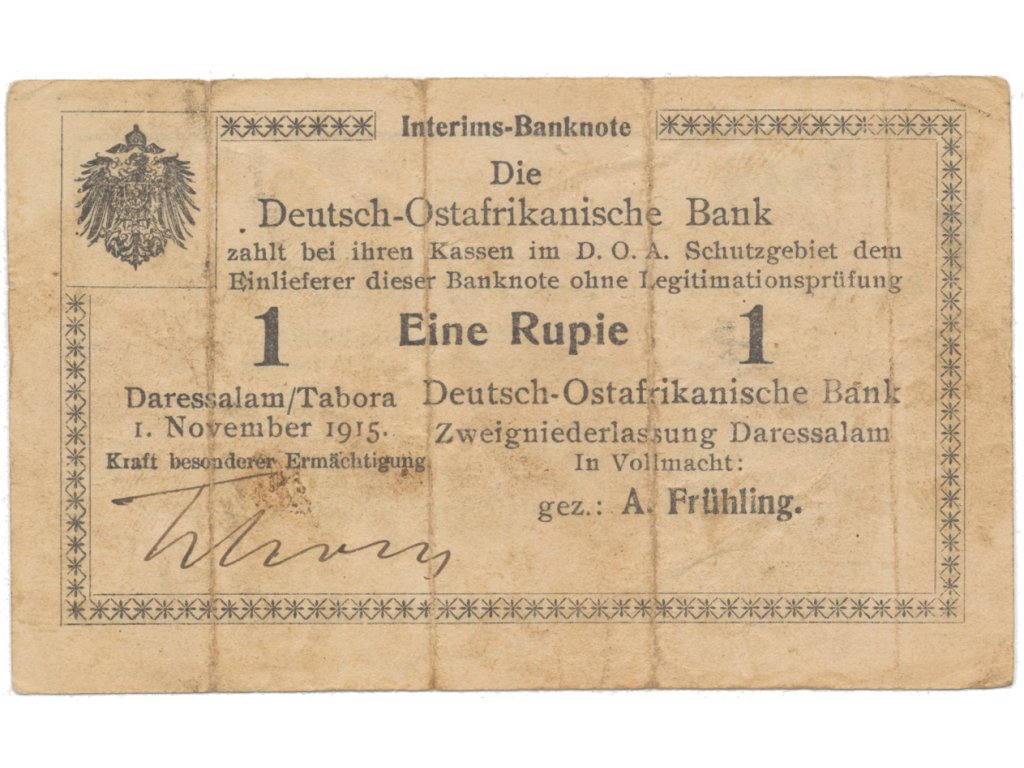 Interims-Banknote
Die
Deutsch-Ostafrikanische Bank
zahlt bei ihren Kassen im D. O. A. Schutzgebiet dem
Einlieferer dieser Banknote ohne Legitimationsprüfung
1 Eine Rupie 1
Daressalam/Tabora
1. November 1915.
Kraft besonderer Ermächtigung.
Deutsch-Ostafrikanische Bank
Zweigniederlassung Daressalam
In Vollmacht:
gez.: A. Frühling.